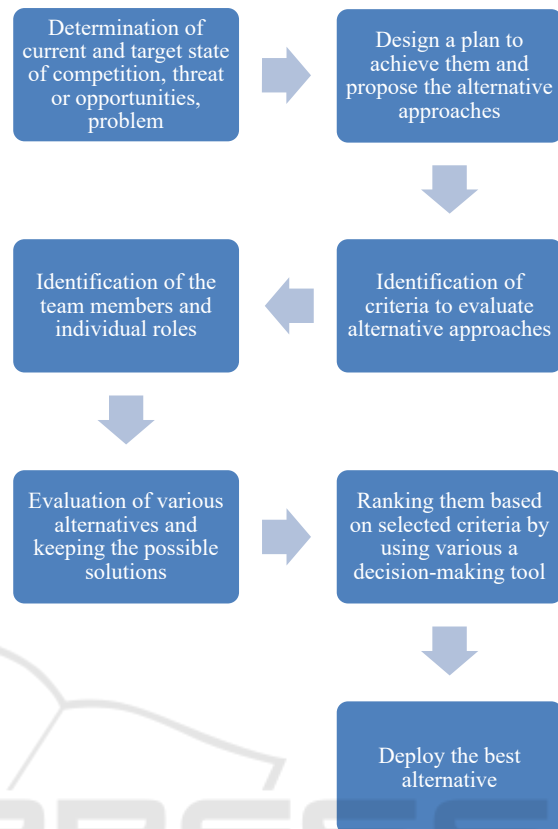 Determination of
current and target state
of competition, threat
or opportunities,
problem
Design a plan to
achieve them and
propose the alternative
approaches
Identification of
criteria to evaluate
alternative approaches
Identification of the
team members and
individual roles
Evaluation of various
alternatives and
keeping the possible
solutions
Ranking them based
on selected criteria by
using various a
decision-making tool
Deploy the best
alternative